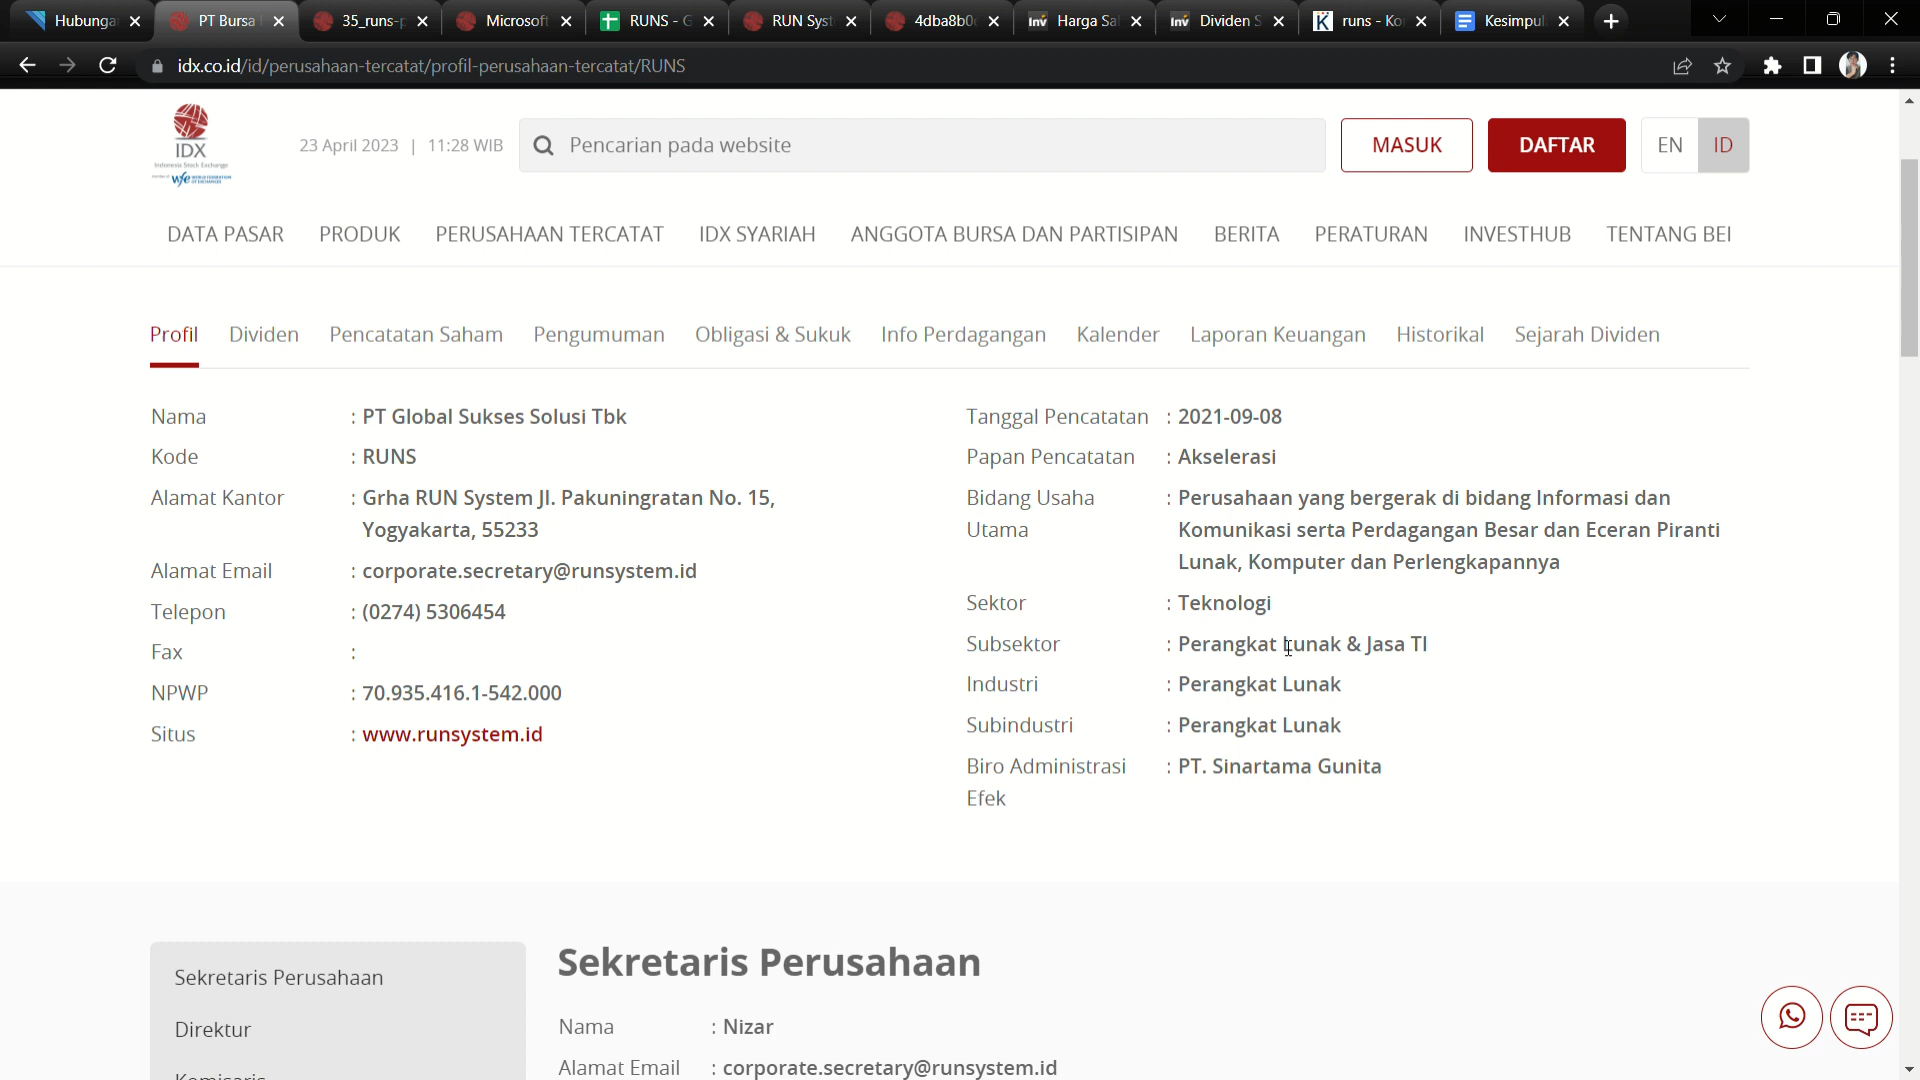 Hubunga
PT Bursa
35_runs-p
Microsoft
RUNS - G
RUN Syst
4dba8b0
Harga Sa
Dividen S
runs - Ko
Kesimpul
idx.co.id/id/perusahaan-tercatat/profil-perusahaan-tercatat/RUNS
IDX
Indonesia Stock Exchange
wfe
23 April 2023 | 11:28 WIB
Pencarian pada website
MASUK
DAFTAR
EN
ID
DATA PASAR
PRODUK
PERUSAHAAN TERCATAT
IDX SYARIAH
ANGGOTA BURSA DAN PARTISIPAN
BERITA
PERATURAN
INVESTHUB
TENTANG BEI
Profil
Dividen
Pencatatan Saham
Pengumuman
Obligasi & Sukuk
Info Perdagangan
Kalender
Laporan Keuangan
Historikal
Sejarah Dividen
Nama : PT Global Sukses Solusi Tbk
Kode : RUNS
Alamat Kantor : Grha RUN System Jl. Pakuningratan No. 15,
Yogyakarta, 55233
Alamat Email : corporate.secretary@runsystem.id
Telepon : (0274) 5306454
Fax :
NPWP : 70.935.416.1-542.000
Situs : www.runsystem.id
Tanggal Pencatatan : 2021-09-08
Papan Pencatatan : Akselerasi
Bidang Usaha : Perusahaan yang bergerak di bidang Informasi dan
Utama Komunikasi serta Perdagangan Besar dan Eceran Piranti
Lunak, Komputer dan Perlengkapannya
Sektor : Teknologi
Subsektor : Perangkat Lunak & Jasa TI
Industri : Perangkat Lunak
Subindustri : Perangkat Lunak
Biro Administrasi : PT. Sinartama Gunita
Efek
Sekretaris Perusahaan
Direktur
Komisaris
Sekretaris Perusahaan
Nama : Nizar
Alamat Email : corporate.secretary@runsystem.id